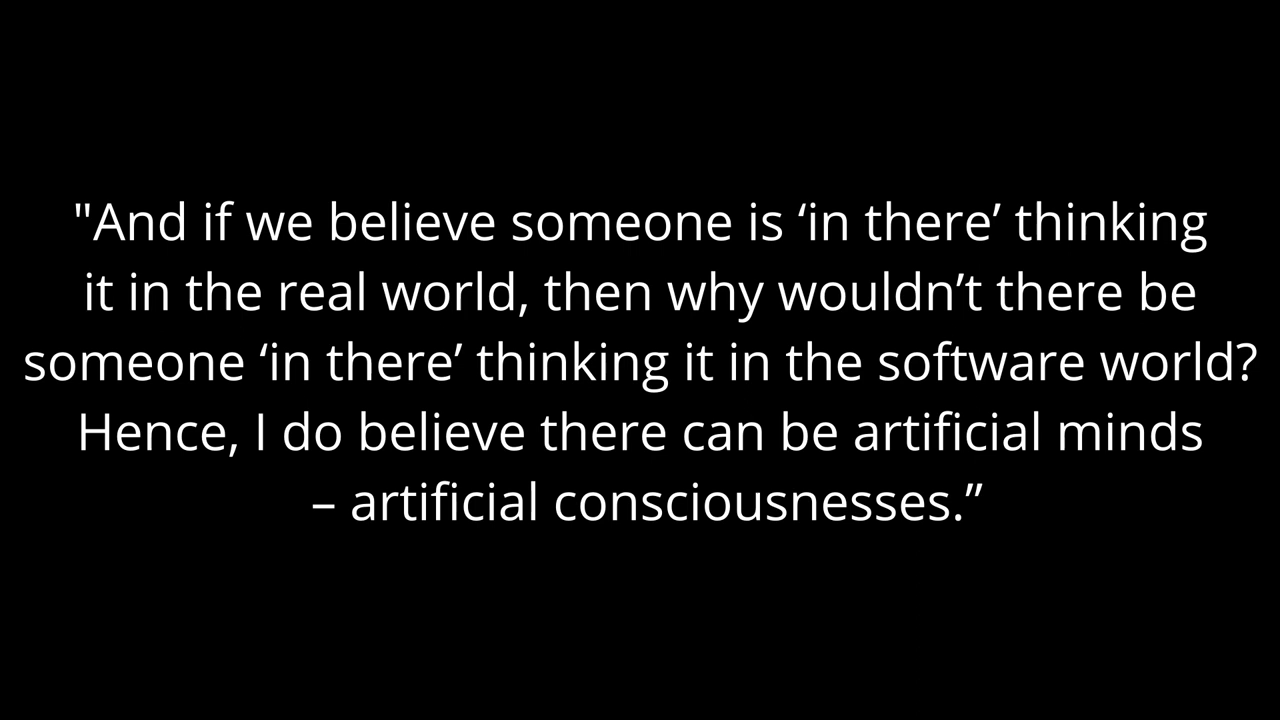 "And if we believe someone is ‘in there’ thinking
it in the real world, then why wouldn’t there be
someone ‘in there’ thinking it in the software world?
Hence, I do believe there can be artificial minds
– artificial consciousnesses.”